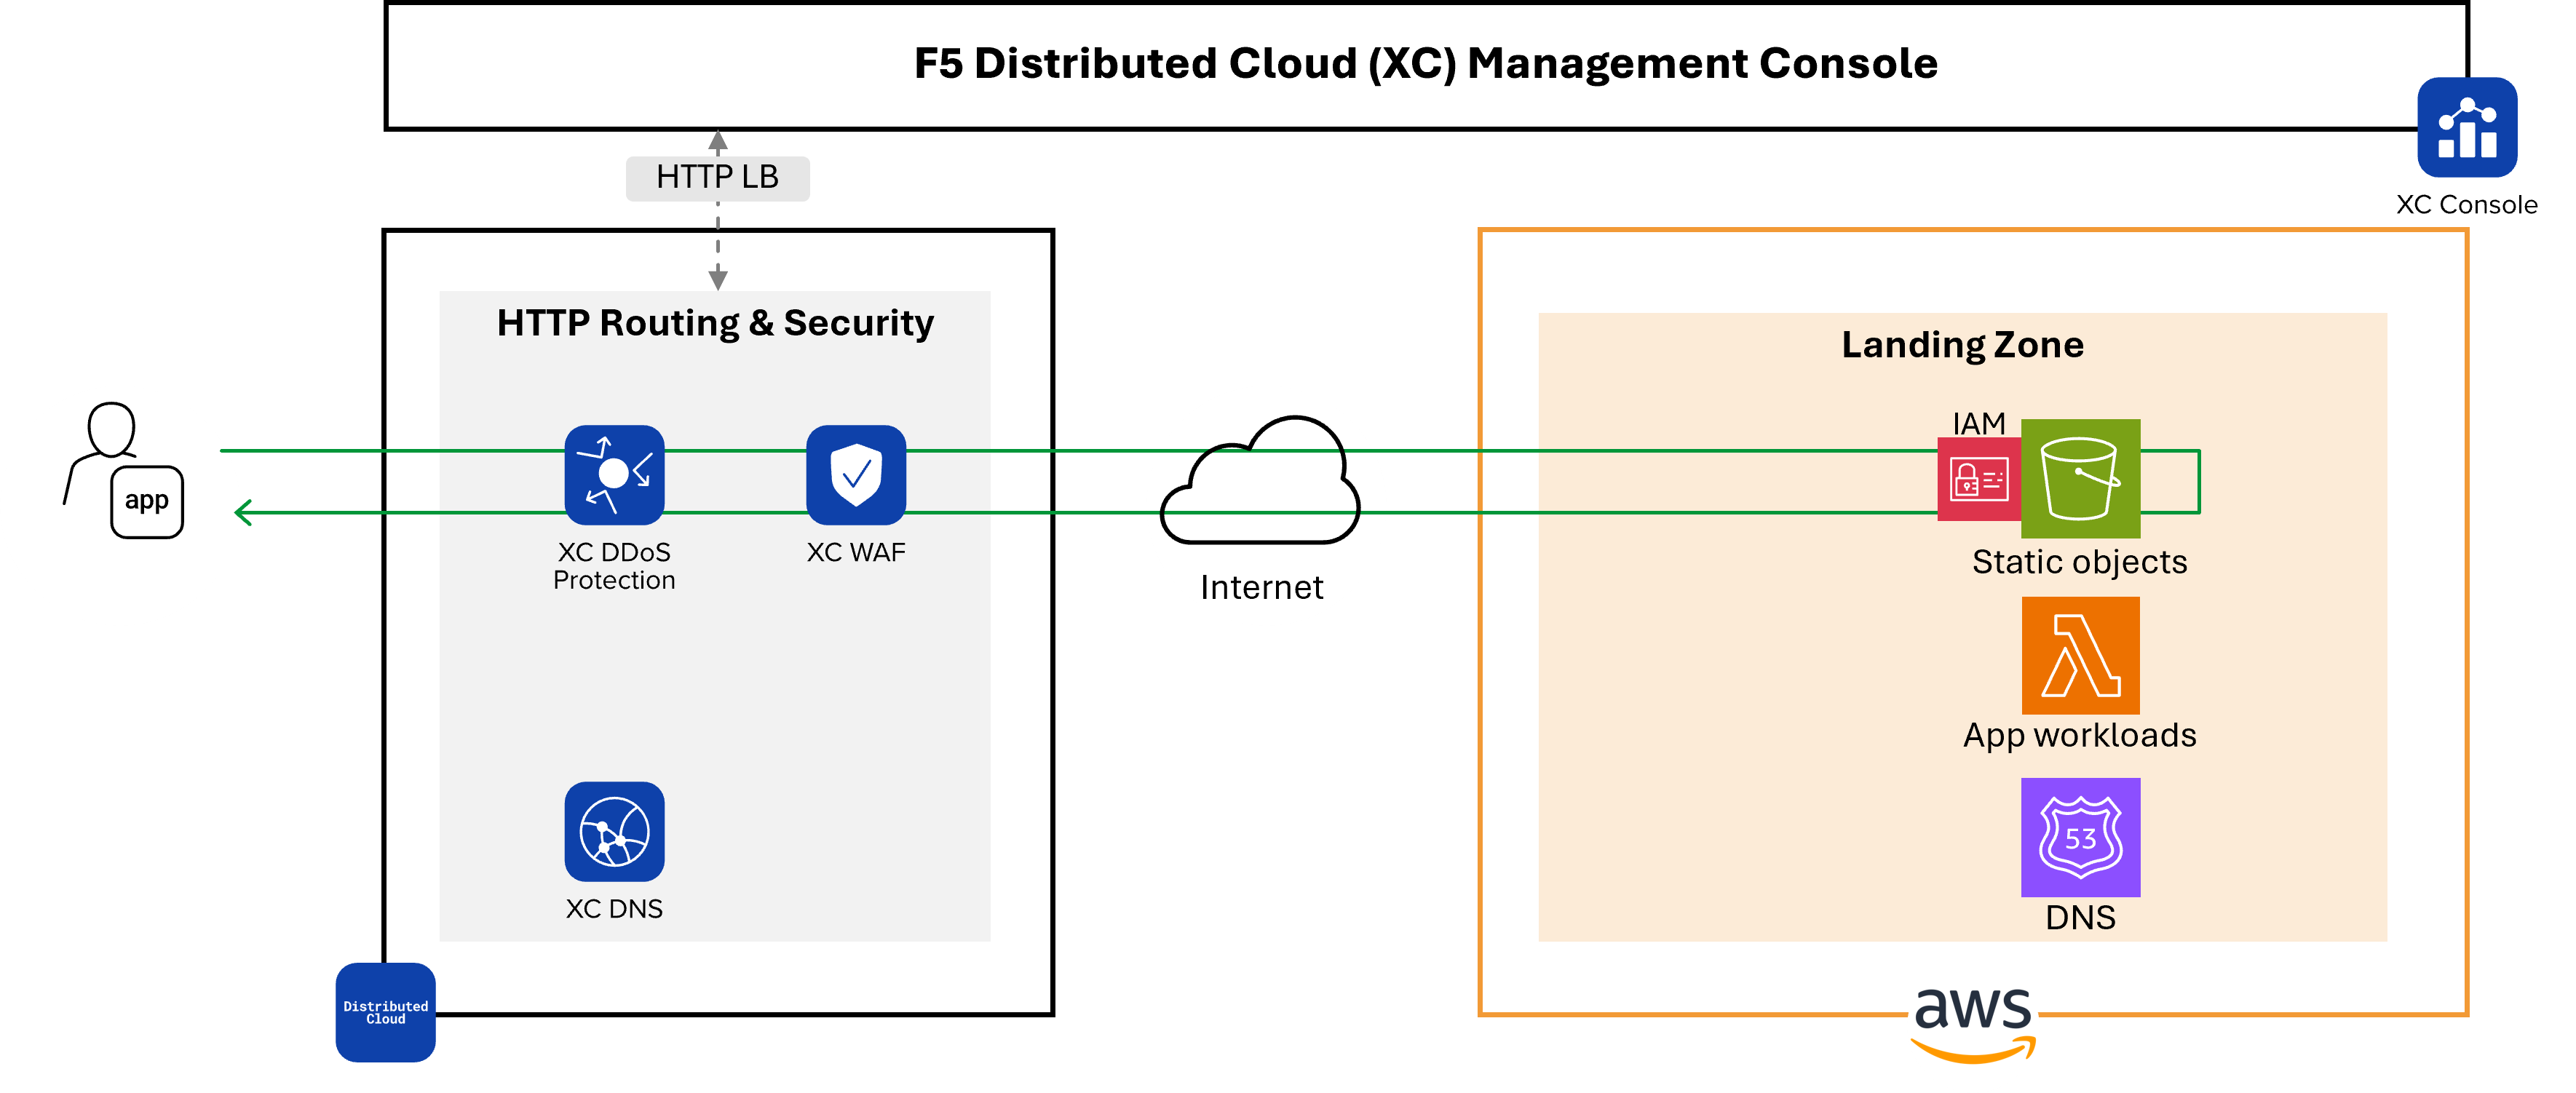 F5 Distributed Cloud (XC) Management Console
XC Console
HTTP LB
HTTP Routing & Security
Landing Zone
IAM
app
XC DDoS
Protection
XC WAF
Internet
Static objects
App workloads
53
XC DNS
DNS
Distributed
Cloud
aws